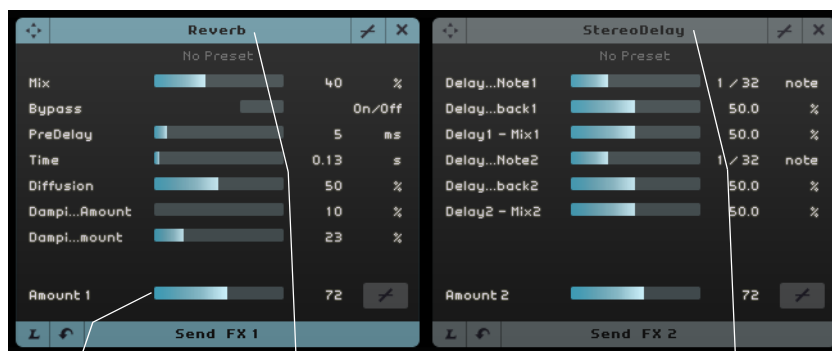 Reverb
No Preset
Mix 40 %
Bypass On/Off
PreDelay 5 ms
Time 0.13 s
Diffusion 50 %
Dampi...Amount 10 %
Dampi...mount 23 %
Amount 1 72
L Send FX 1
StereoDelay
No Preset
Delay...Note1 1 / 32 note
Delay...back1 50.0 %
Delay1 - Mix1 50.0 %
Delay...Note2 1 / 32 note
Delay...back2 50.0 %
Delay2 - Mix2 50.0 %
Amount 2 72
L Send FX 2